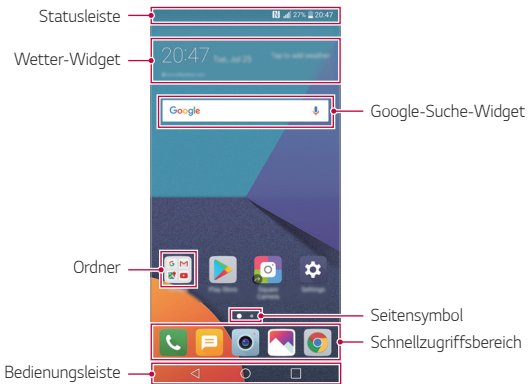 Statusleiste
27% 20:47
Wetter-Widget
20:47 Tue, Jul 25 Tap to add weather
Google
Google-Suche-Widget
Ordner
Play Store
Square
Camera
Settings
Seitensymbol
Schnellzugriffsbereich
Bedienungsleiste